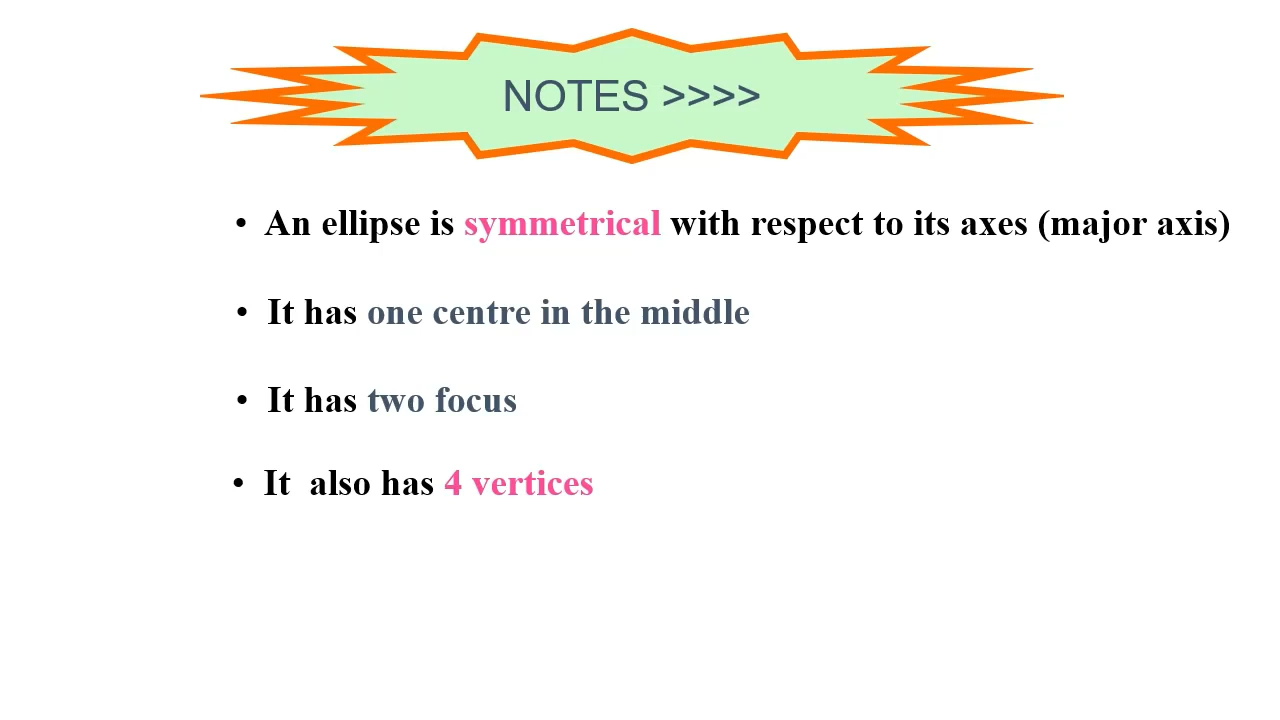 NOTES >>>>
• An ellipse is symmetrical with respect to its axes (major axis)
• It has one centre in the middle
• It has two focus
• It also has 4 vertices